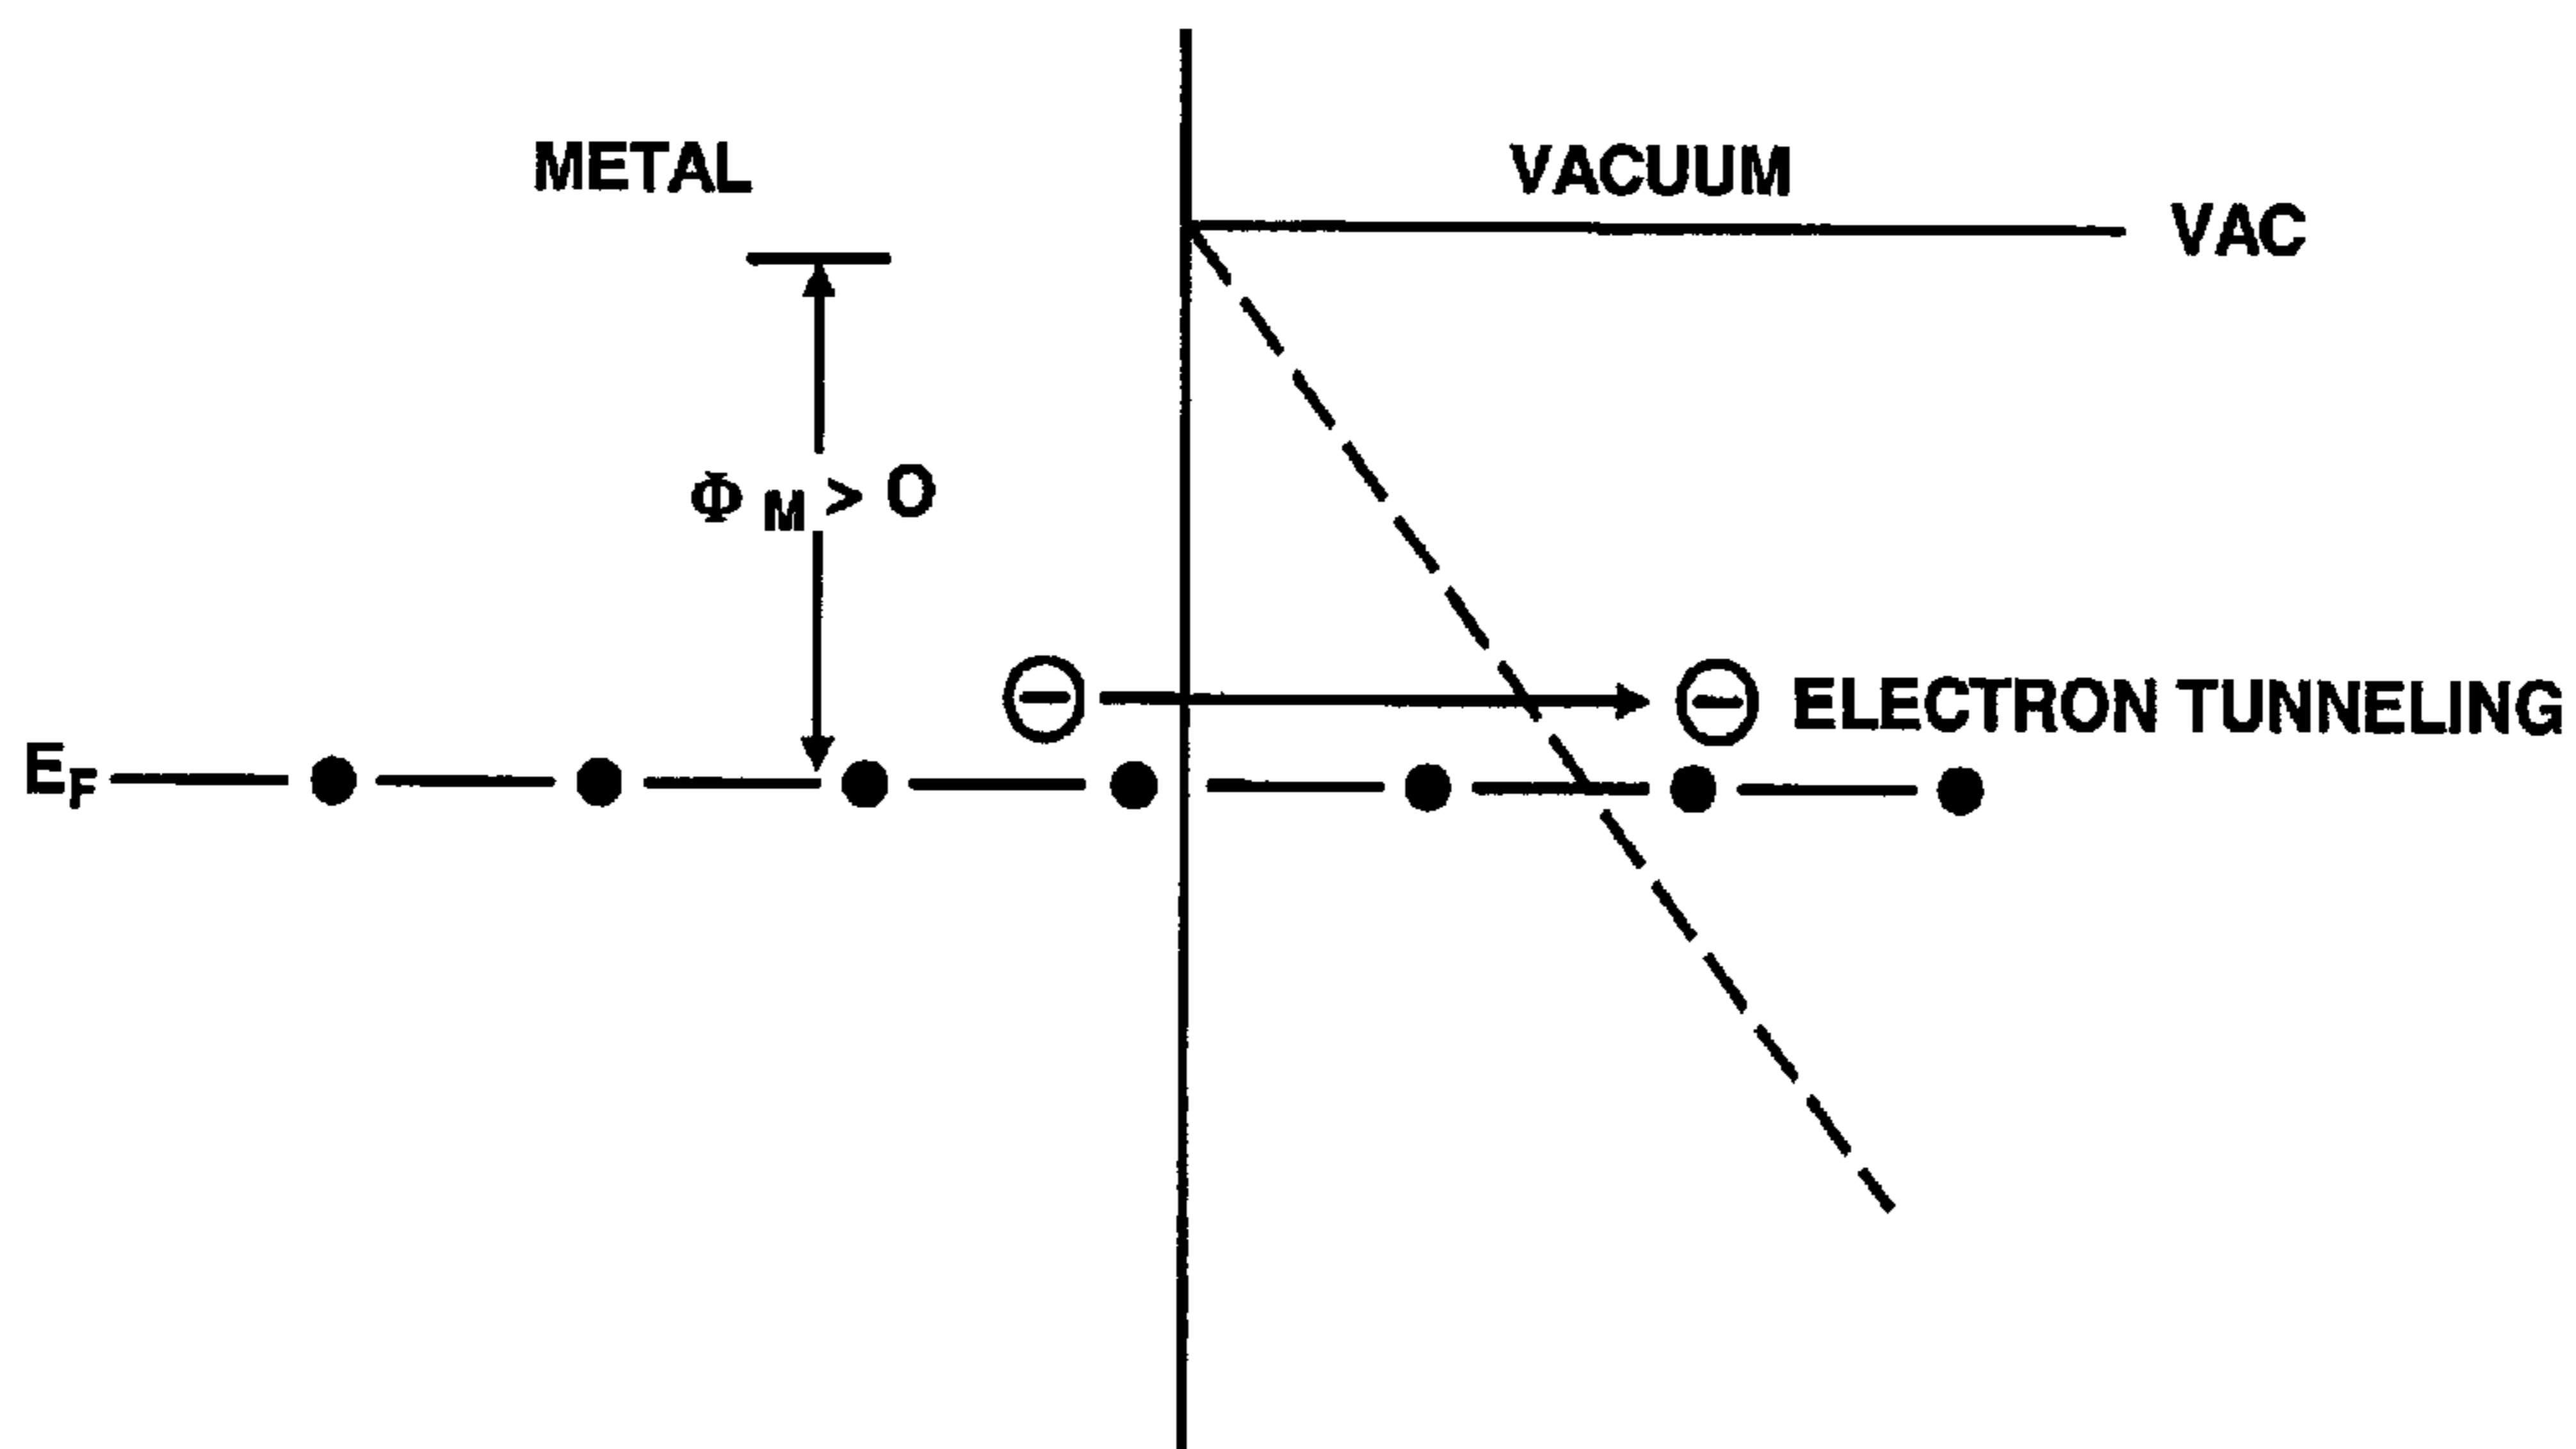 METAL
VACUUM
VAC
Φ M > O
⊖ ⊖ ELECTRON TUNNELING
EF